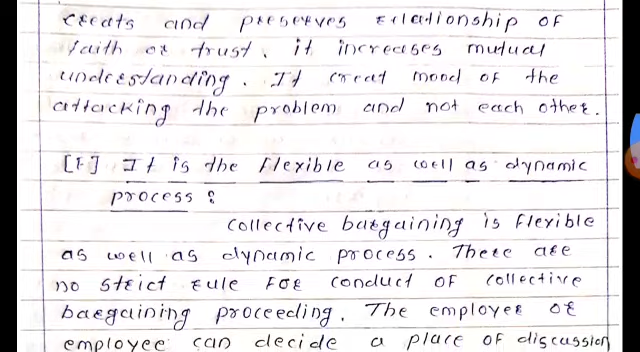 creats and preserves relationship of
faith or trust. it increases mutual
understanding. It creat mood of the
attacking the problem and not each other.
[F] It is the flexible as well as dynamic
process :
collective bargaining is flexible
as well as dynamic process. There are
no strict rule for conduct of collective
bargaining proceeding. The employer or
employee can decide a place of discussion